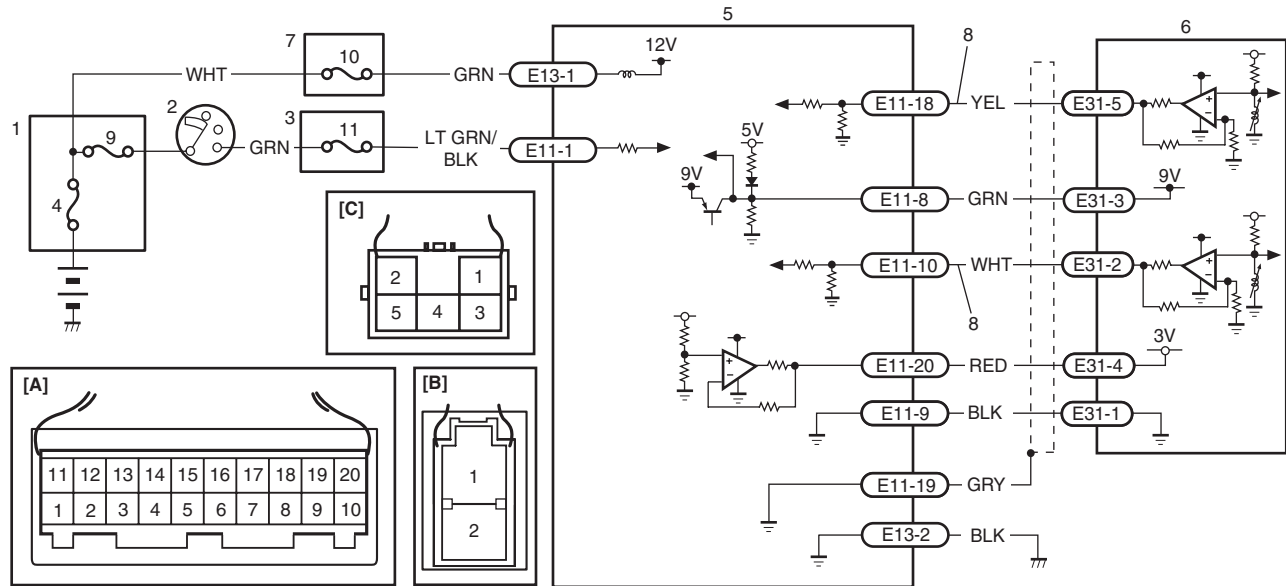 5
6
7
10
12V
8
WHT
GRN
E13-1
E11-18
YEL
E31-5
1
2
9
3
11
GRN
LT GRN/
BLK
E11-1
5V
9V
4
9V
E11-8
GRN
E31-3
[C]
2
1
5
4
3
E11-10
WHT
E31-2
8
3V
E11-20
RED
E31-4
E11-9
BLK
E31-1
E11-19
GRY
E13-2
BLK
[A]
11 12 13 14 15 16 17 18 19 20
1 2 3 4 5 6 7 8 9 10
[B]
1
2